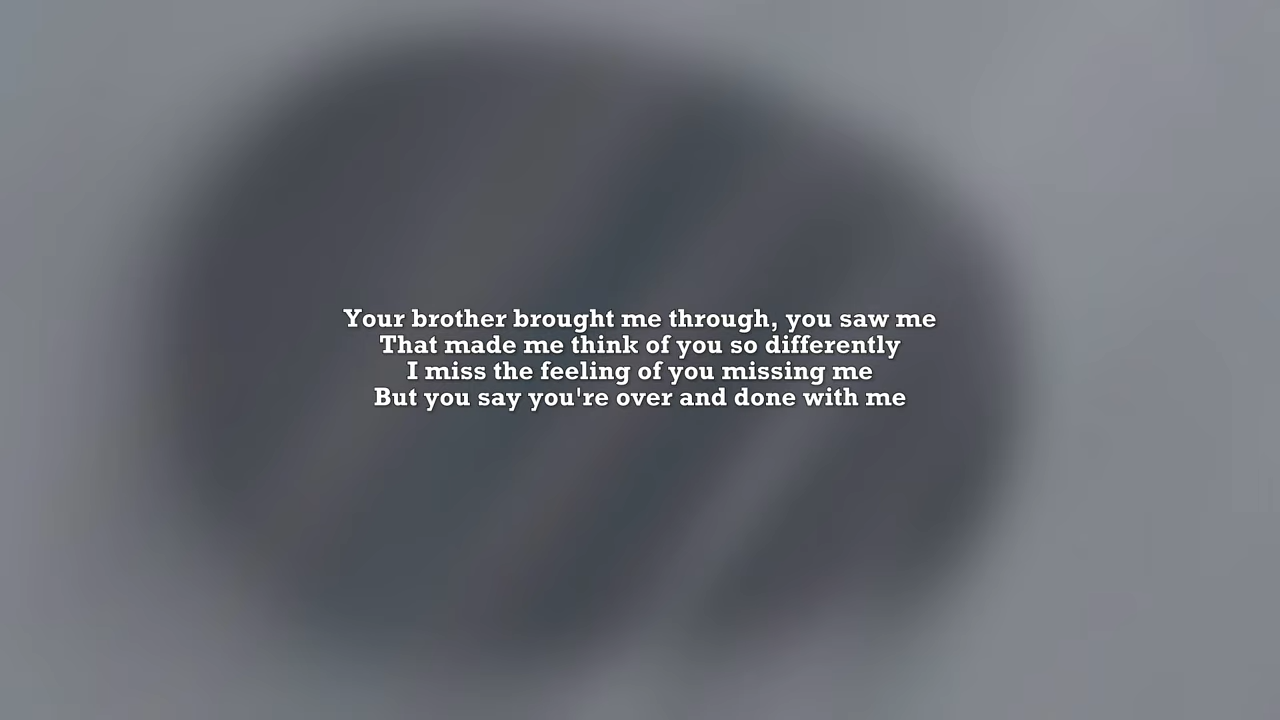 Your brother brought me through, you saw me
That made me think of you so differently
I miss the feeling of you missing me
But you say you're over and done with me